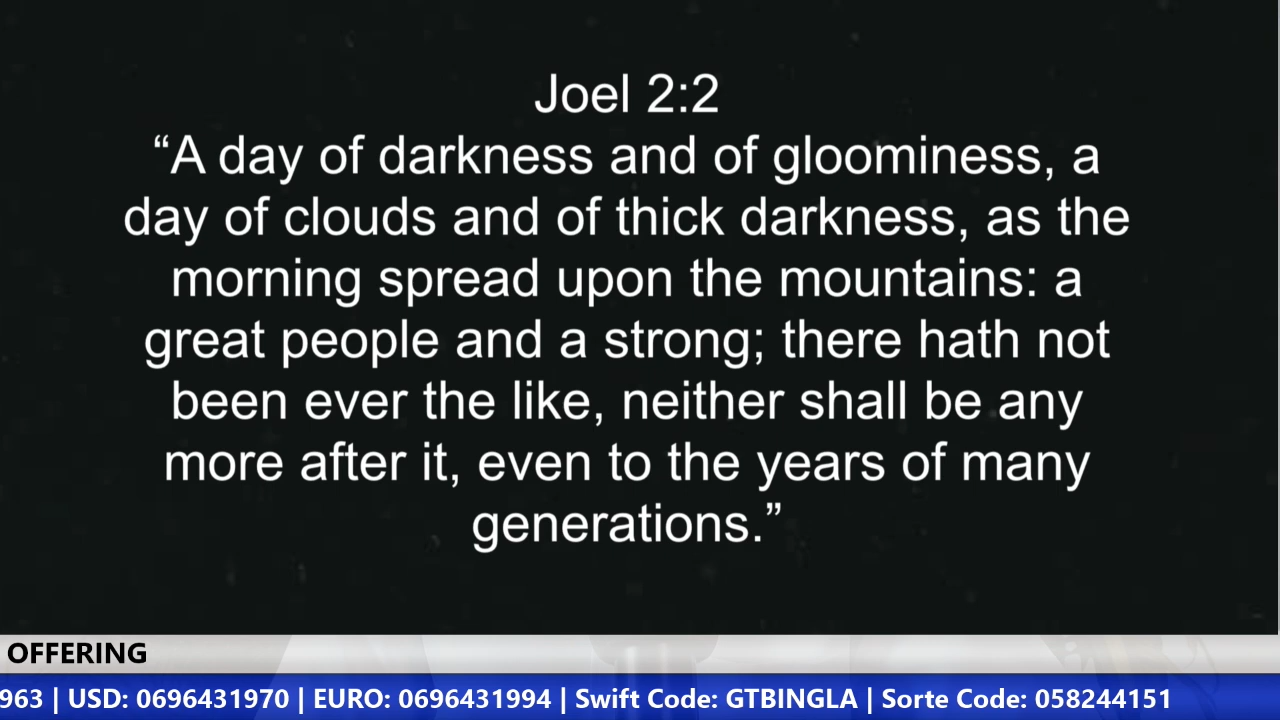 Joel 2:2
“A day of darkness and of gloominess, a
day of clouds and of thick darkness, as the
morning spread upon the mountains: a
great people and a strong; there hath not
been ever the like, neither shall be any
more after it, even to the years of many
generations.”
OFFERING
963 | USD: 0696431970 | EURO: 0696431994 | Swift Code: GTBINGLA | Sorte Code: 058244151